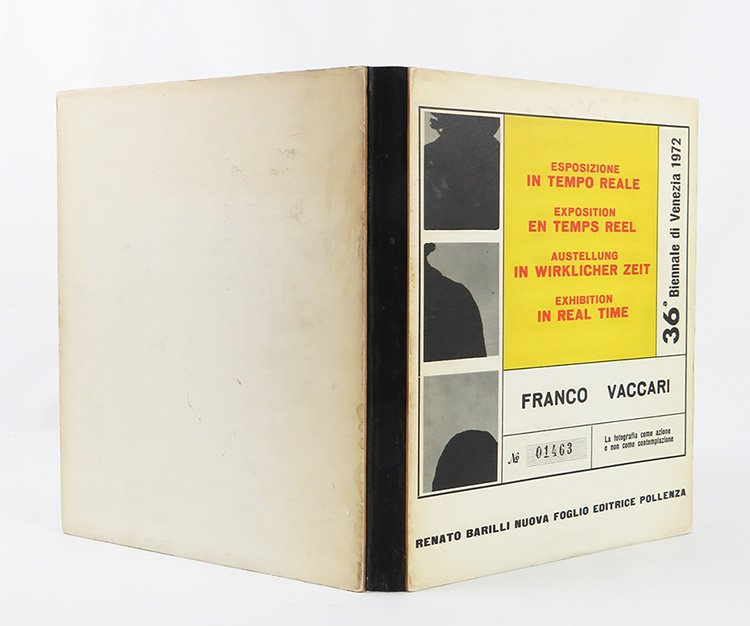 ESPOSIZIONE
IN TEMPO REALE
EXPOSITION
EN TEMPS REEL
AUSTELLUNG
IN WIRKLICHER ZEIT
EXHIBITION
IN REAL TIME
36ª Biennale di Venezia 1972
FRANCO VACCARI
№ 01463
La fotografia come azione
e non come contemplazione
RENATO BARILLI NUOVA FOGLIO EDITRICE POLLENZA